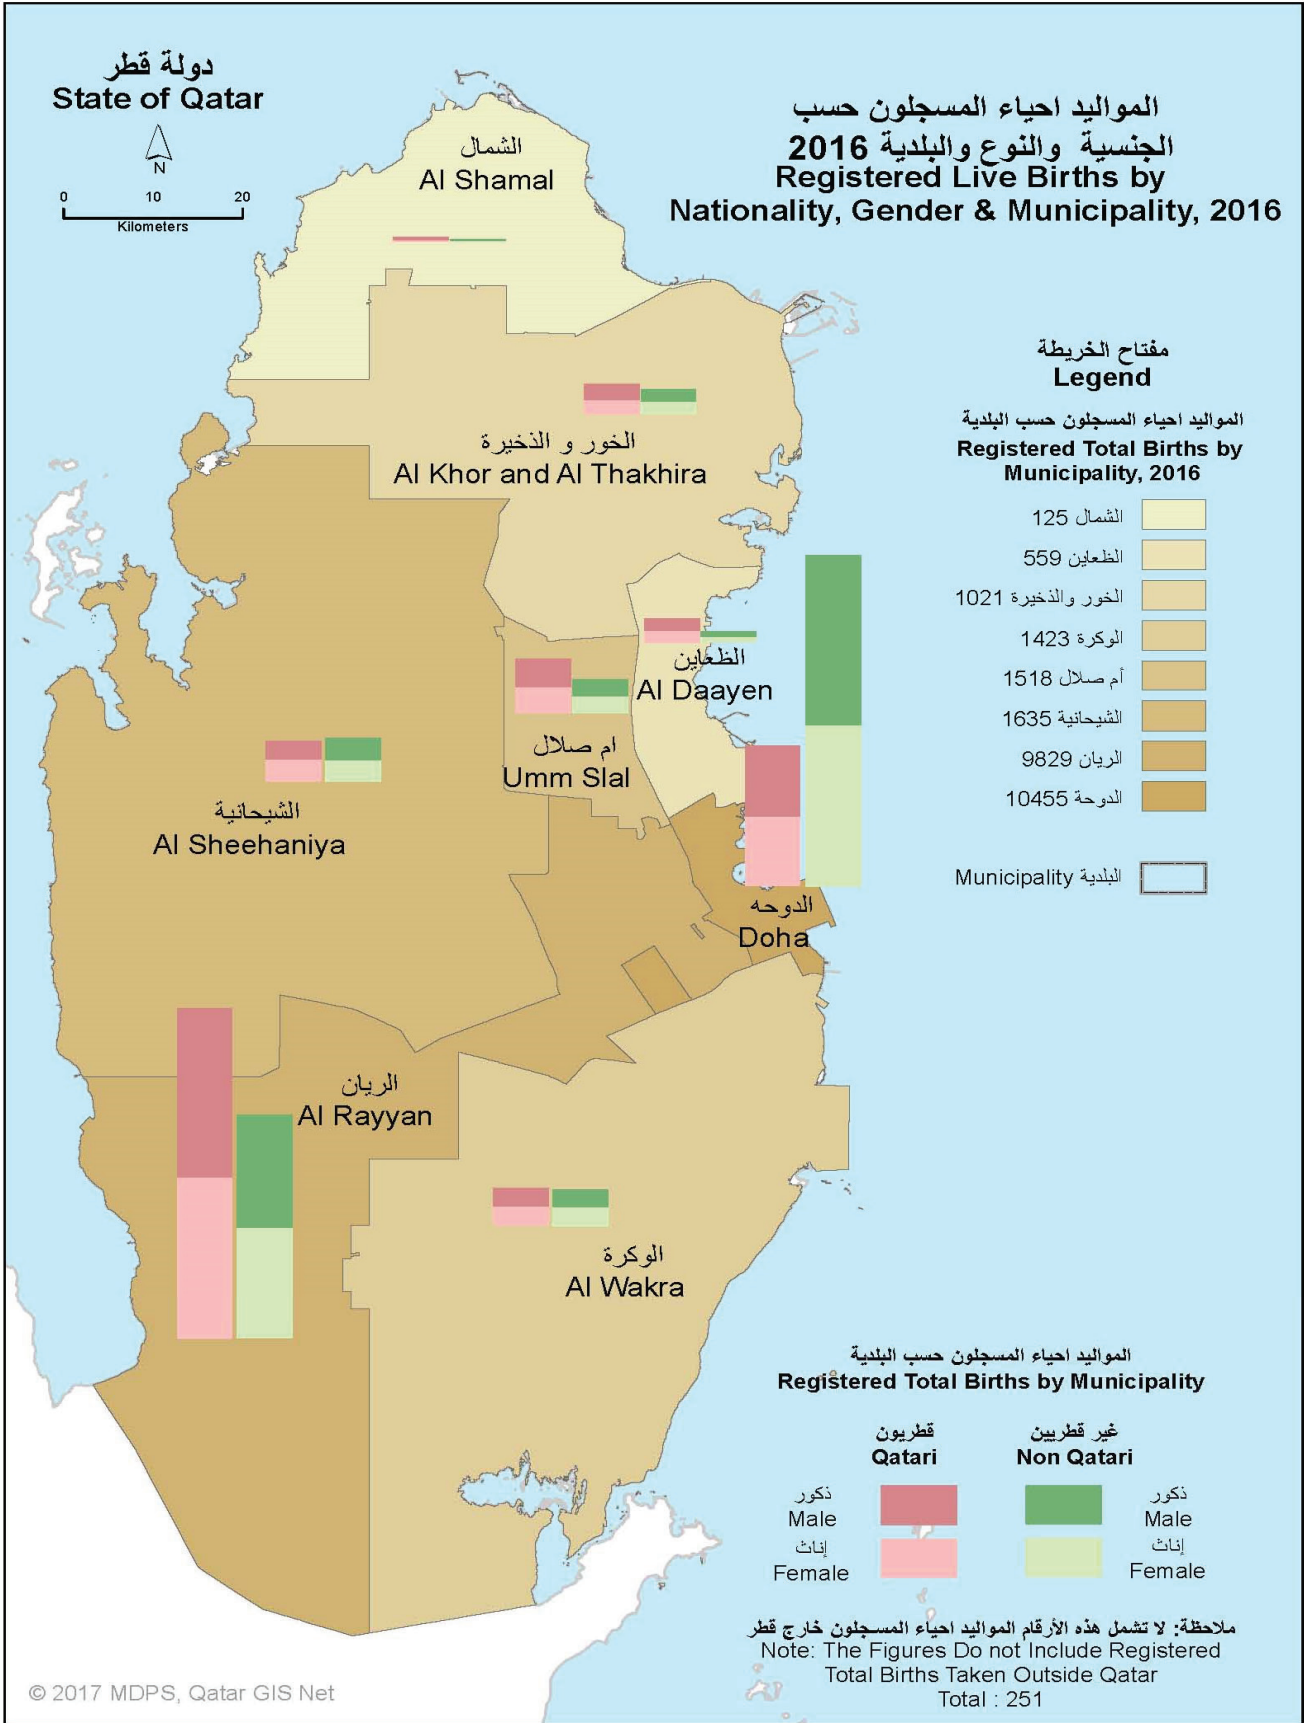 دولة قطر
State of Qatar
N
0 10 20
Kilometers
المواليد احياء المسجلون حسب
الجنسية والنوع والبلدية 2016
Registered Live Births by
Nationality, Gender & Municipality, 2016
الشمال
Al Shamal
الخور و الذخيرة
Al Khor and Al Thakhira
الظعاين
Al Daayen
ام صلال
Umm Slal
الشيحانية
Al Sheehaniya
الدوحه
Doha
الريان
Al Rayyan
الوكرة
Al Wakra
مفتاح الخريطة
Legend
المواليد احياء المسجلون حسب البلدية
Registered Total Births by
Municipality, 2016
الشمال 125
الظعاين 559
الخور والذخيرة 1021
الوكرة 1423
أم صلال 1518
الشيحانية 1635
الريان 9829
الدوحة 10455
البلدية Municipality
المواليد احياء المسجلون حسب البلدية
Registered Total Births by Municipality
قطريون غير قطريين
Qatari Non Qatari
ذكور ذكور
Male Male
إناث إناث
Female Female
ملاحظة: لا تشمل هذه الأرقام المواليد احياء المسجلون خارج قطر
Note: The Figures Do not Include Registered
Total Births Taken Outside Qatar
Total : 251
© 2017 MDPS, Qatar GIS Net